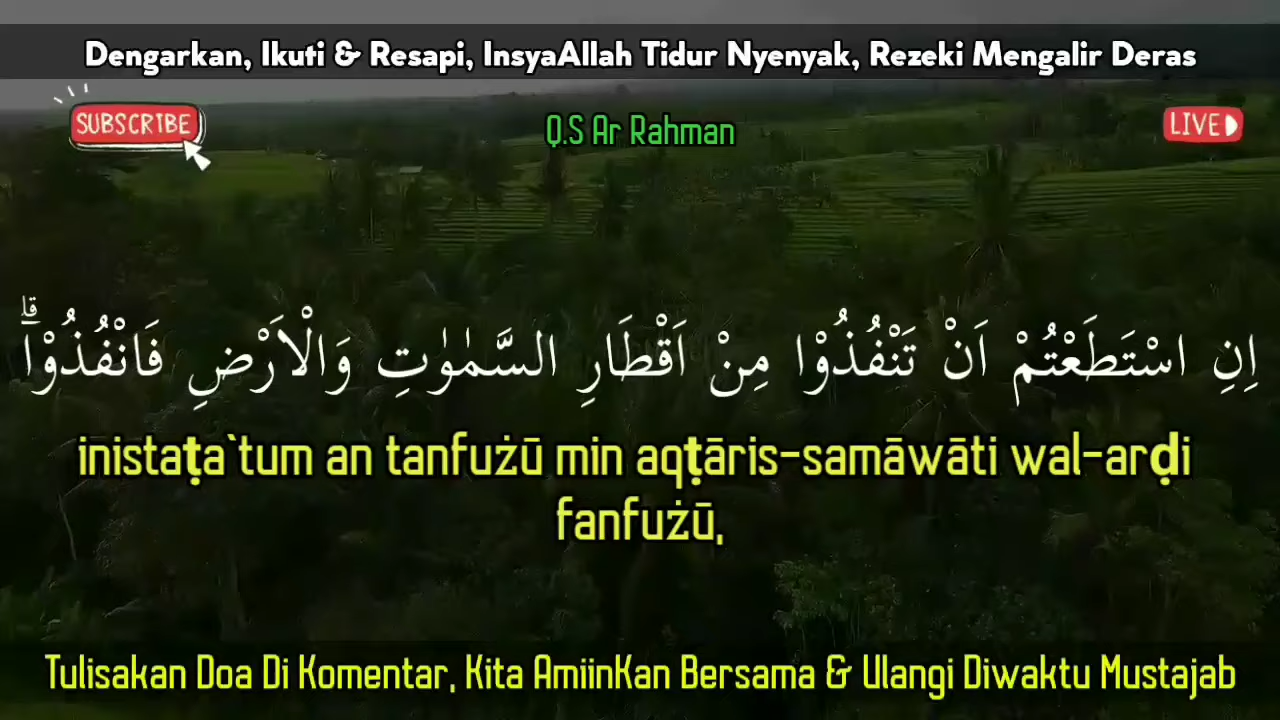 Dengarkan, Ikuti & Resapi, InsyaAllah Tidur Nyenyak, Rezeki Mengalir Deras
SUBSCRIBE
Q.S Ar Rahman
LIVE
اِنِ اسْتَطَعْتُمْ اَنْ تَنْفُذُوْا مِنْ اَقْطَارِ السَّمٰوٰتِ وَالْاَرْضِ فَانْفُذُوْاۗ
inistaṭa`tum an tanfużū min aqṭāris-samāwāti wal-arḍi
fanfużū,
Tulisakan Doa Di Komentar, Kita AmiinKan Bersama & Ulangi Diwaktu Mustajab